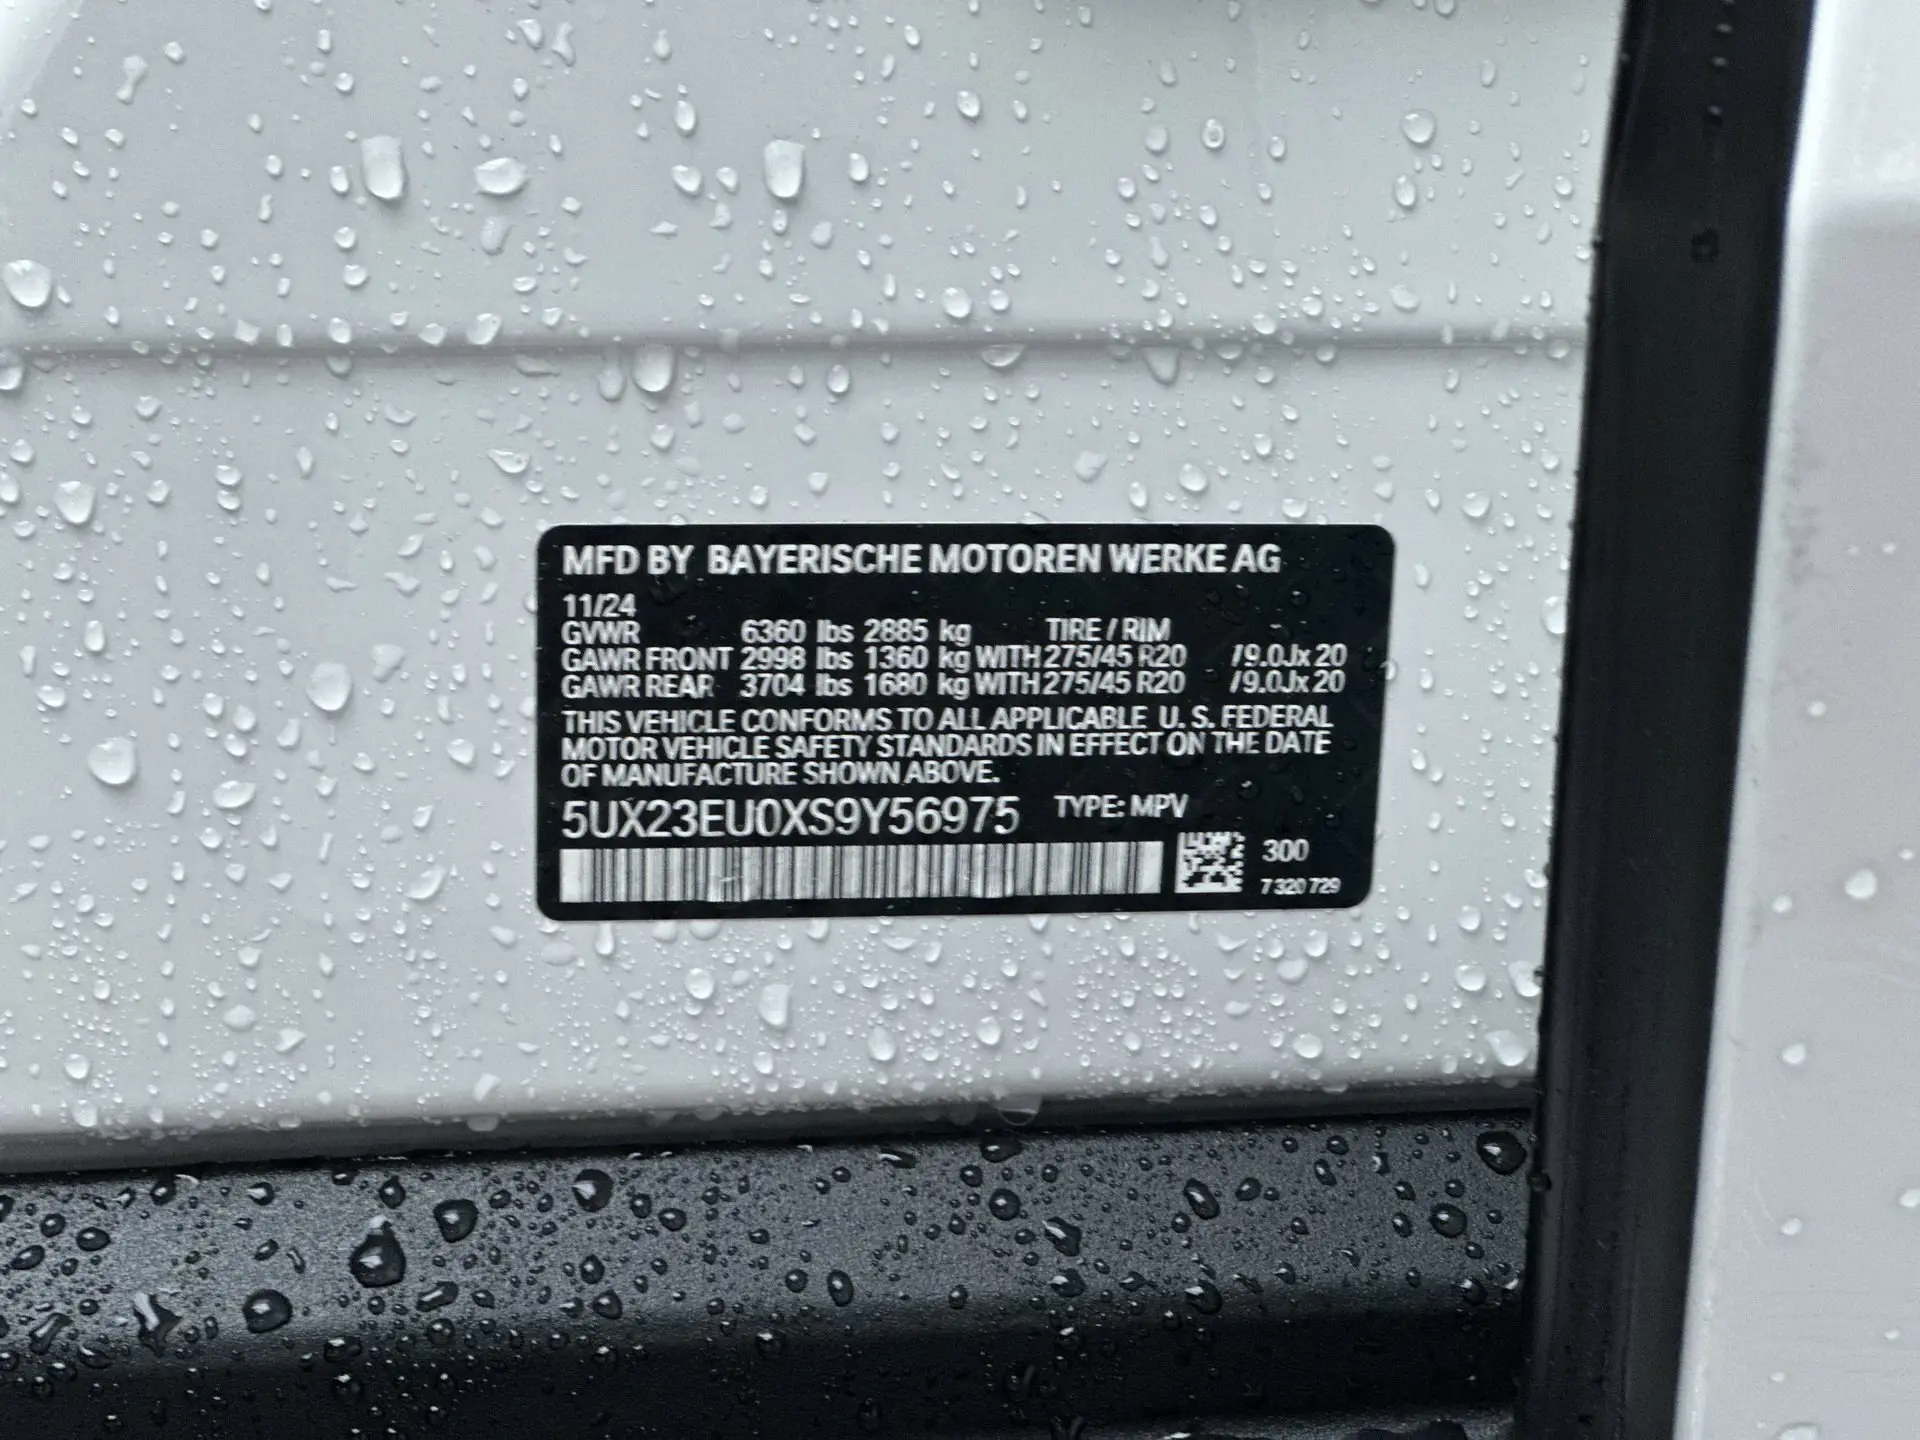 MFD BY BAYERISCHE MOTOREN WERKE AG
11/24
GVWR 6360 lbs 2885 kg TIRE / RIM
GAWR FRONT 2998 lbs 1360 kg WITH 275/45 R20 /9.0Jx20
GAWR REAR 3704 lbs 1680 kg WITH 275/45 R20 /9.0Jx20
THIS VEHICLE CONFORMS TO ALL APPLICABLE U. S. FEDERAL
MOTOR VEHICLE SAFETY STANDARDS IN EFFECT ON THE DATE
OF MANUFACTURE SHOWN ABOVE.
5UX23EU0XS9Y56975 TYPE: MPV
300
7 320 729